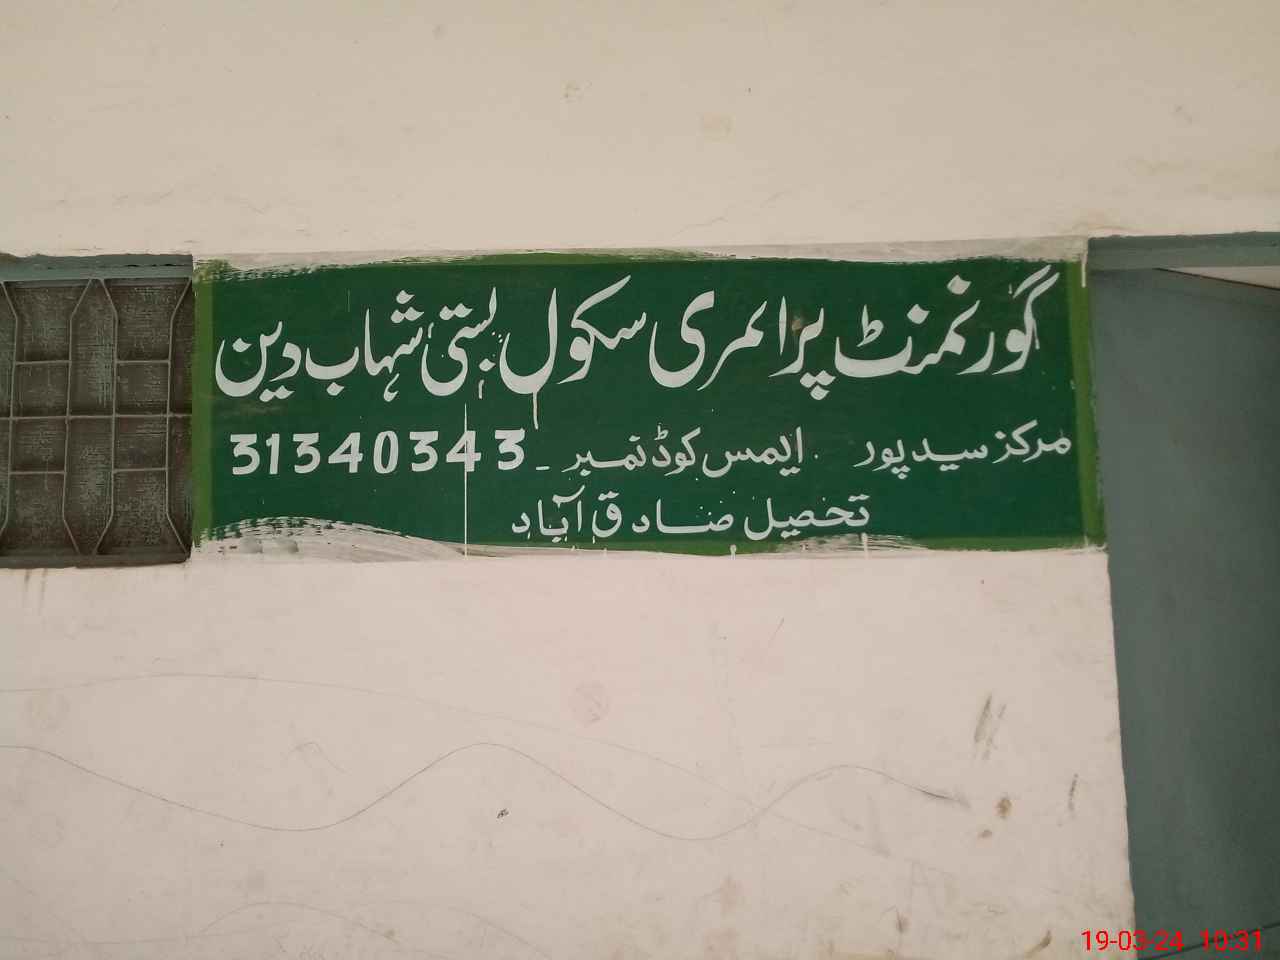 گورنمنٹ پرائمری سکول بستی شہاب دین
مرکز سید پور . ایمس کوڈ نمبر - 31340343
تحصیل صادق آباد
19-03-24 10:31